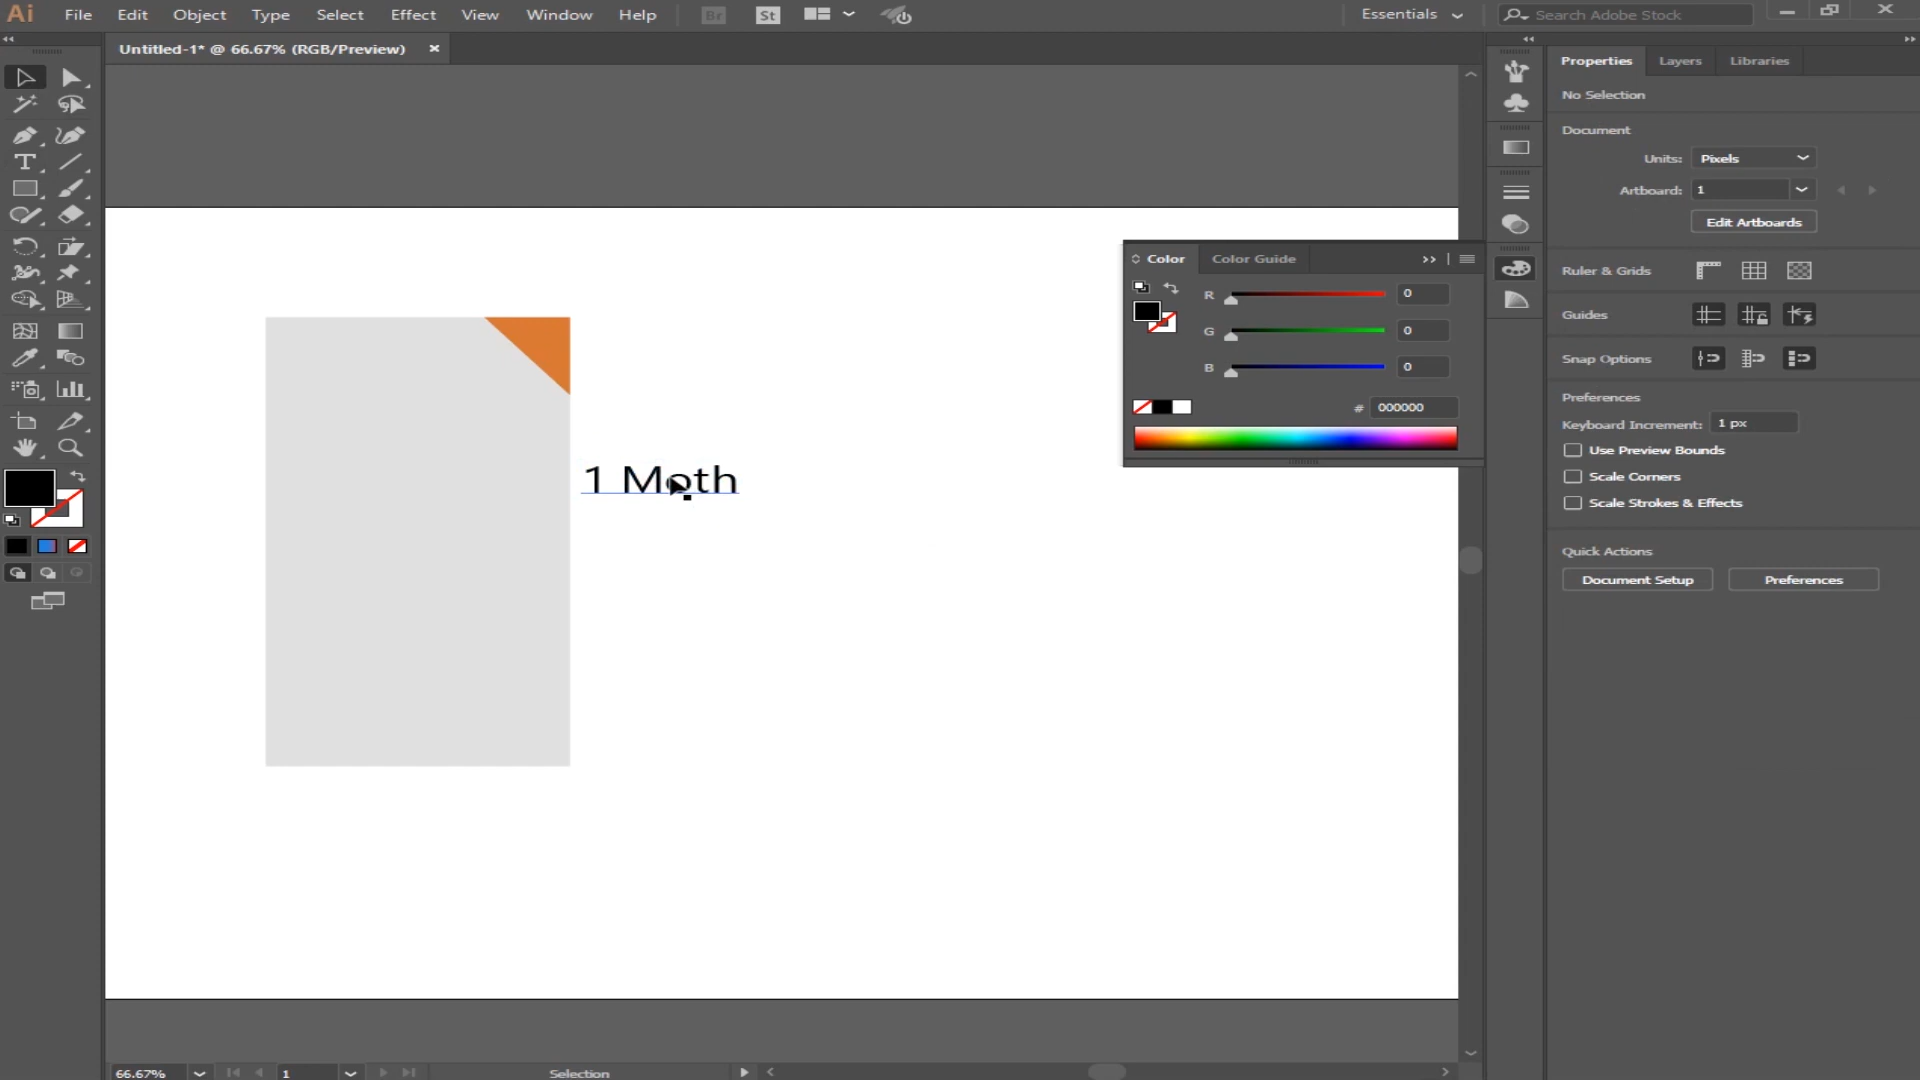 Ai File Edit Object Type Select Effect View Window Help Br St Essentials Search Adobe Stock
Untitled-1* @ 66.67% (RGB/Preview)
Properties Layers Libraries
No Selection
Document
Units: Pixels
Artboard: 1
Edit Artboards
Ruler & Grids
Guides
Snap Options
Preferences
Keyboard Increment: 1 px
Use Preview Bounds
Scale Corners
Scale Strokes & Effects
Quick Actions
Document Setup Preferences
Color Color Guide
R 0
G 0
B 0
# 000000
1 Moth
66.67% 1 Selection